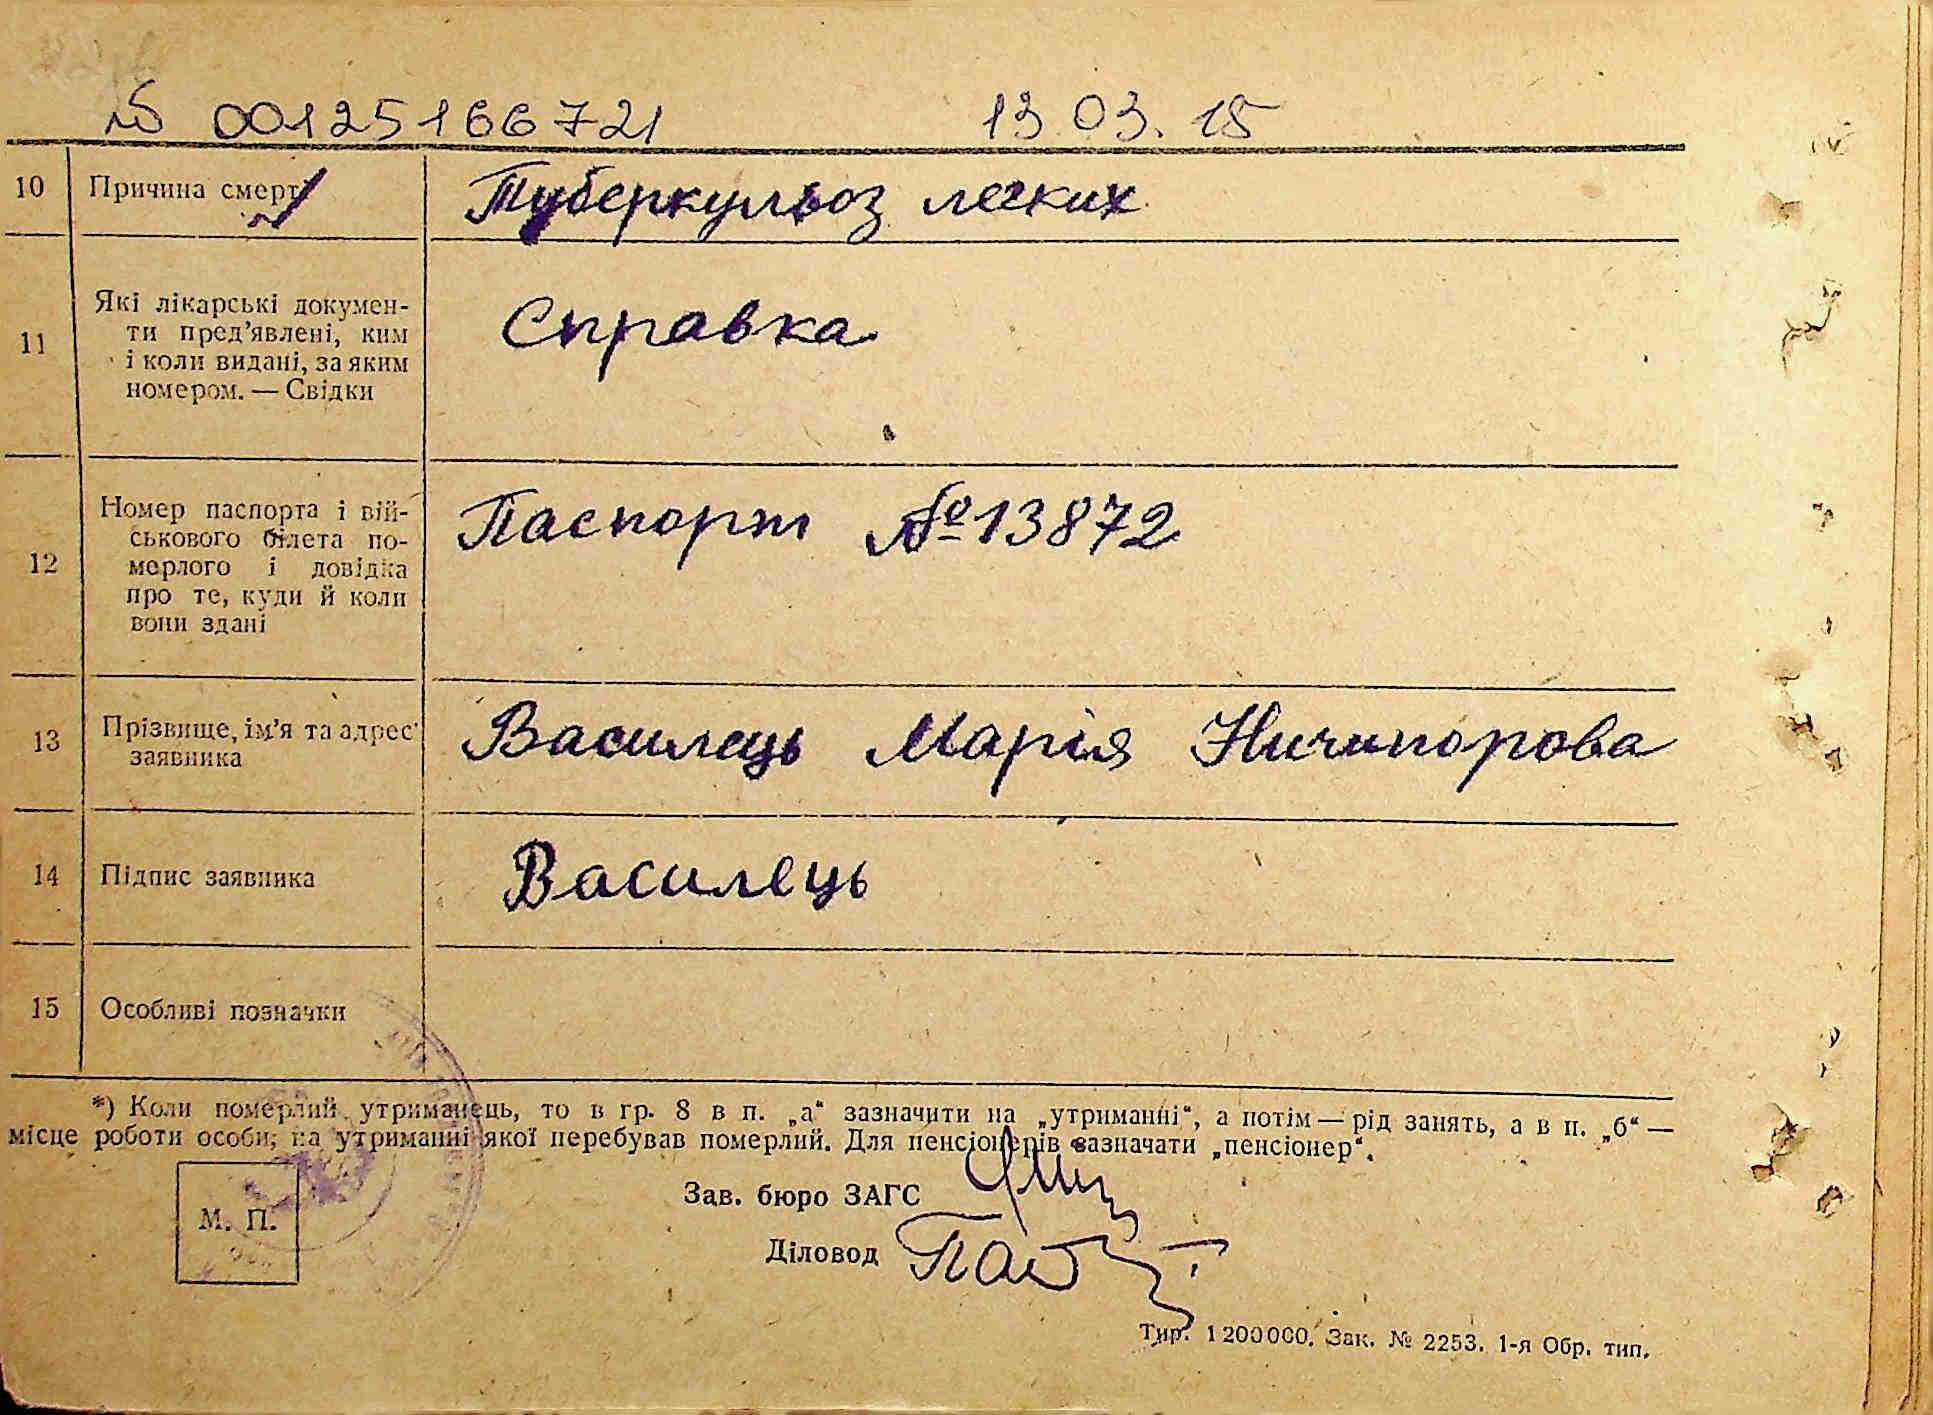 № 00125166721 13.03.15
10 Причина смерті Туберкульоз легких
11 Які лікарські докумен-
ти пред'явлені, ким
і коли видані, за яким
номером. — Свідки
Справка
12 Номер паспорта і вій-
ськового білета по-
мерлого і довідка
про те, куди й коли
вони здані
Паспорт № 13872
13 Прізвище, ім'я та адрес
заявника
Василець Марія Ничипорова
14 Підпис заявника Василець
15 Особливі позначки
*) Коли померлий утриманець, то в гр. 8 в п. „а“ зазначити на „утриманні“, а потім — рід занять, а в п. „б“ —
місце роботи особи, на утриманні якої перебував померлий. Для пенсіонерів зазначати „пенсіонер“.
М. П.
Зав. бюро ЗАГС
Діловод
Тир. 1200000. Зак. № 2253. 1-я Обр. тип.